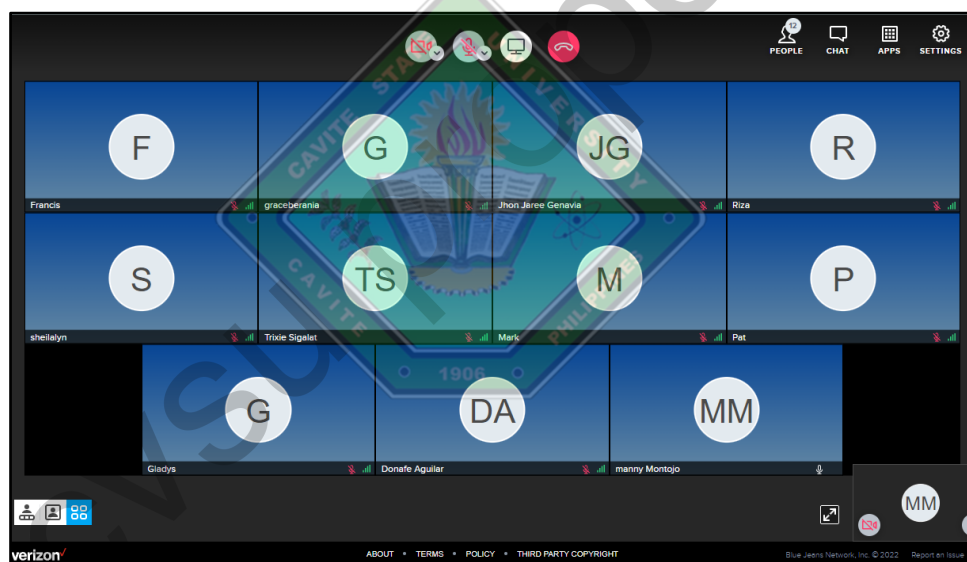 12
PEOPLE CHAT APPS SETTINGS
F G JG R
Francis graceberania Jhon Jaree Genavia Riza
S TS M P
sheilalyn Trixie Sigalat Mark Pat
G DA MM
Gladys Donafe Aguilar manny Montojo
MM
verizon ABOUT • TERMS • POLICY • THIRD PARTY COPYRIGHT Blue Jeans Network, Inc. © 2022 Report an Issue
CAVITE STATE UNIVERSITY
CAVITE PHILIPPINES
1906